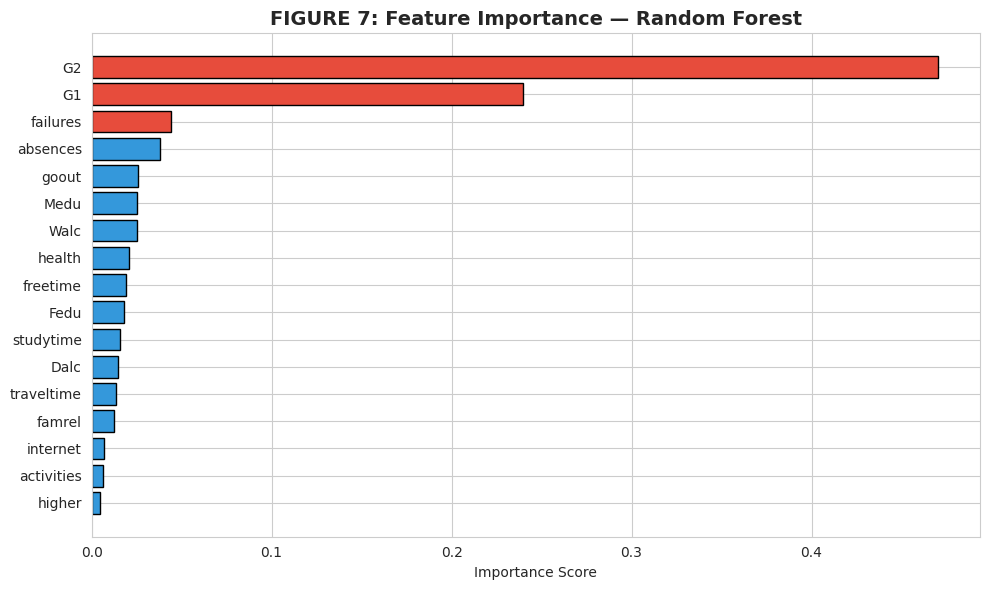 FIGURE 7: Feature Importance — Random Forest
G2
G1
failures
absences
goout
Medu
Walc
health
freetime
Fedu
studytime
Dalc
traveltime
famrel
internet
activities
higher
0.0 0.1 0.2 0.3 0.4
Importance Score